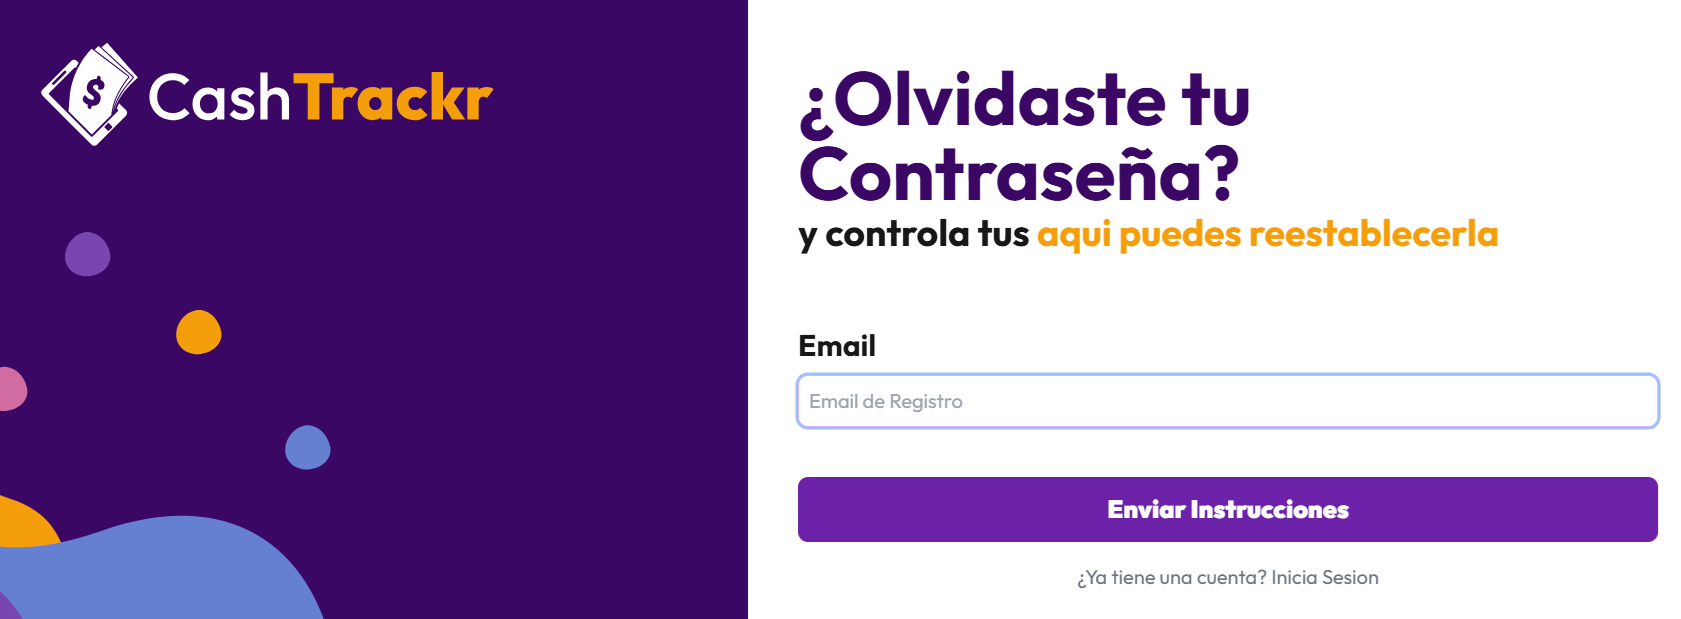 $
CashTrackr
¿Olvidaste tu
Contraseña?
y controla tus aqui puedes reestablecerla
Email
Email de Registro
Enviar Instrucciones
¿Ya tiene una cuenta? Inicia Sesion